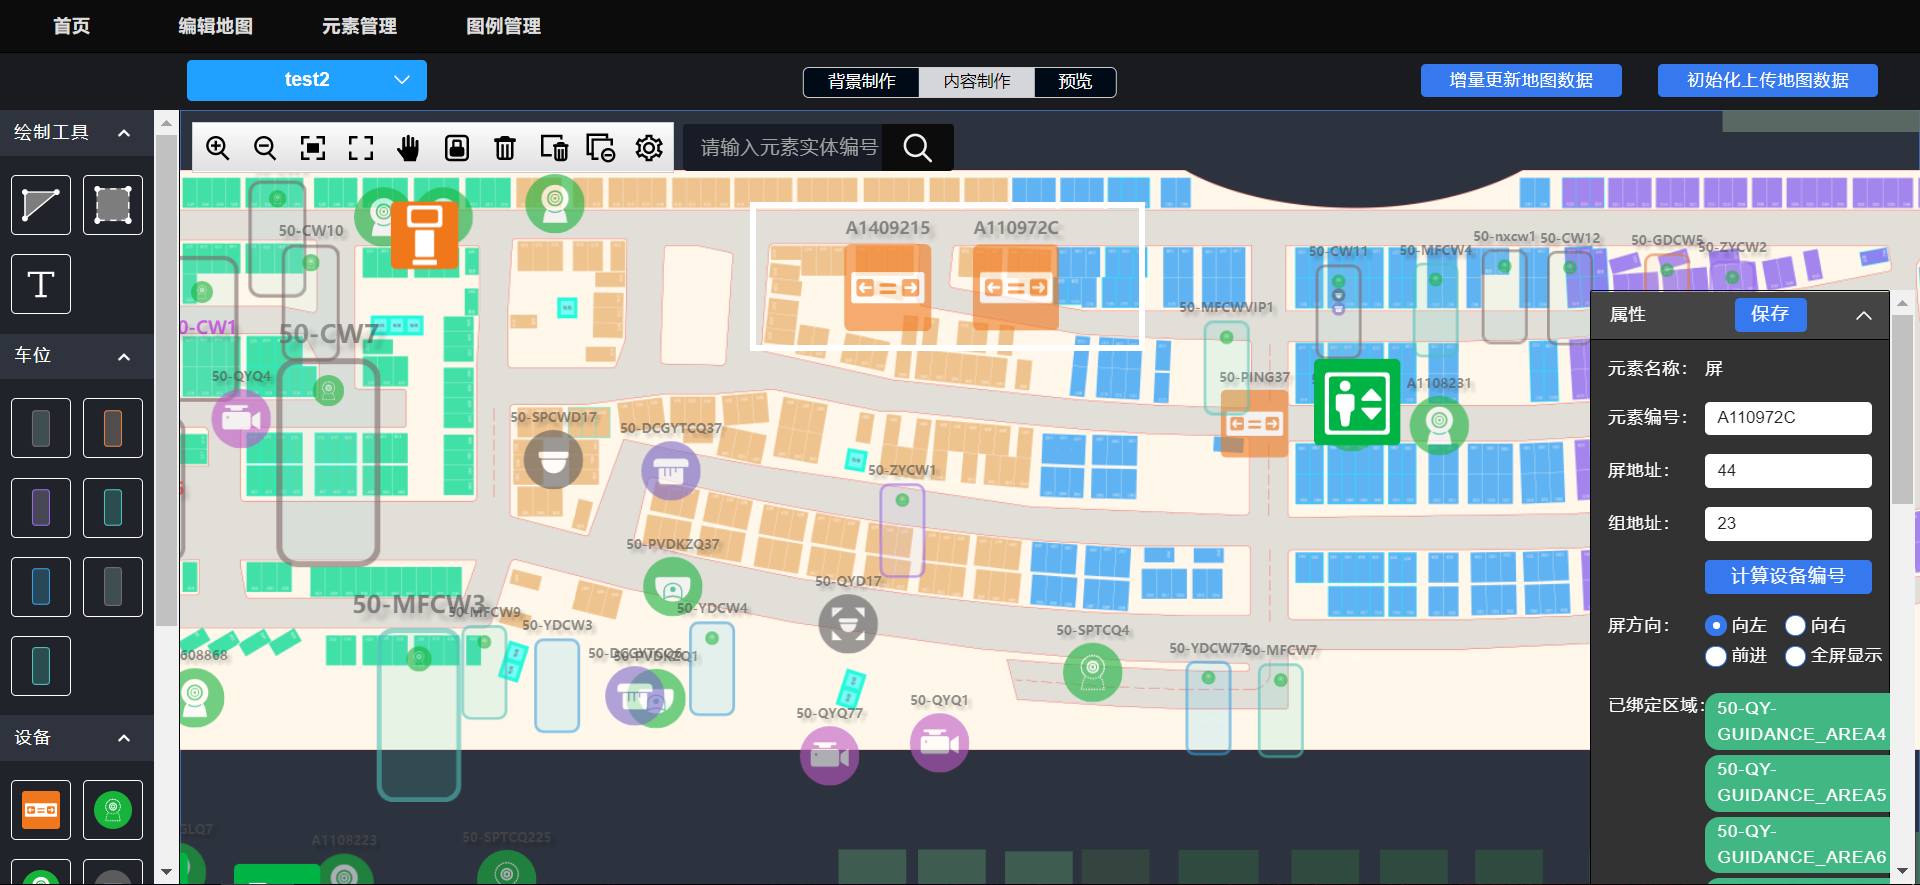 首页
编辑地图
元素管理
图例管理
test2
背景制作
内容制作
预览
增量更新地图数据
初始化上传地图数据
绘制工具
请输入元素实体编号
T
车位
设备
50-CW10
A1409215
A110972C
50-CW11
50-MFCW4
50-nxcw1
50-CW12
50-GDCW5
50-ZYCW2
0-CW1
50-CW7
50-MFCWVIP1
50-QYQ4
50-PING37
A1108231
50-SPCWD17
50-DCGYTCQ37
50-ZYCW1
50-PVDKZQ37
50-QYD17
50-MFCW3
50-MFCW9
50-YDCW3
50-YDCW4
50-SPTCQ4
50-YDCW77
50-MFCW7
608868
50-PVDKZQ1
50-QYQ77
50-QYQ1
GLQ7
A1108223
50-SPTCQ225
属性
保存
元素名称： 屏
元素编号： A110972C
屏地址： 44
组地址： 23
计算设备编号
屏方向： 向左 向右
前进 全屏显示
已绑定区域：
50-QY-
GUIDANCE_AREA4
50-QY-
GUIDANCE_AREA5
50-QY-
GUIDANCE_AREA6